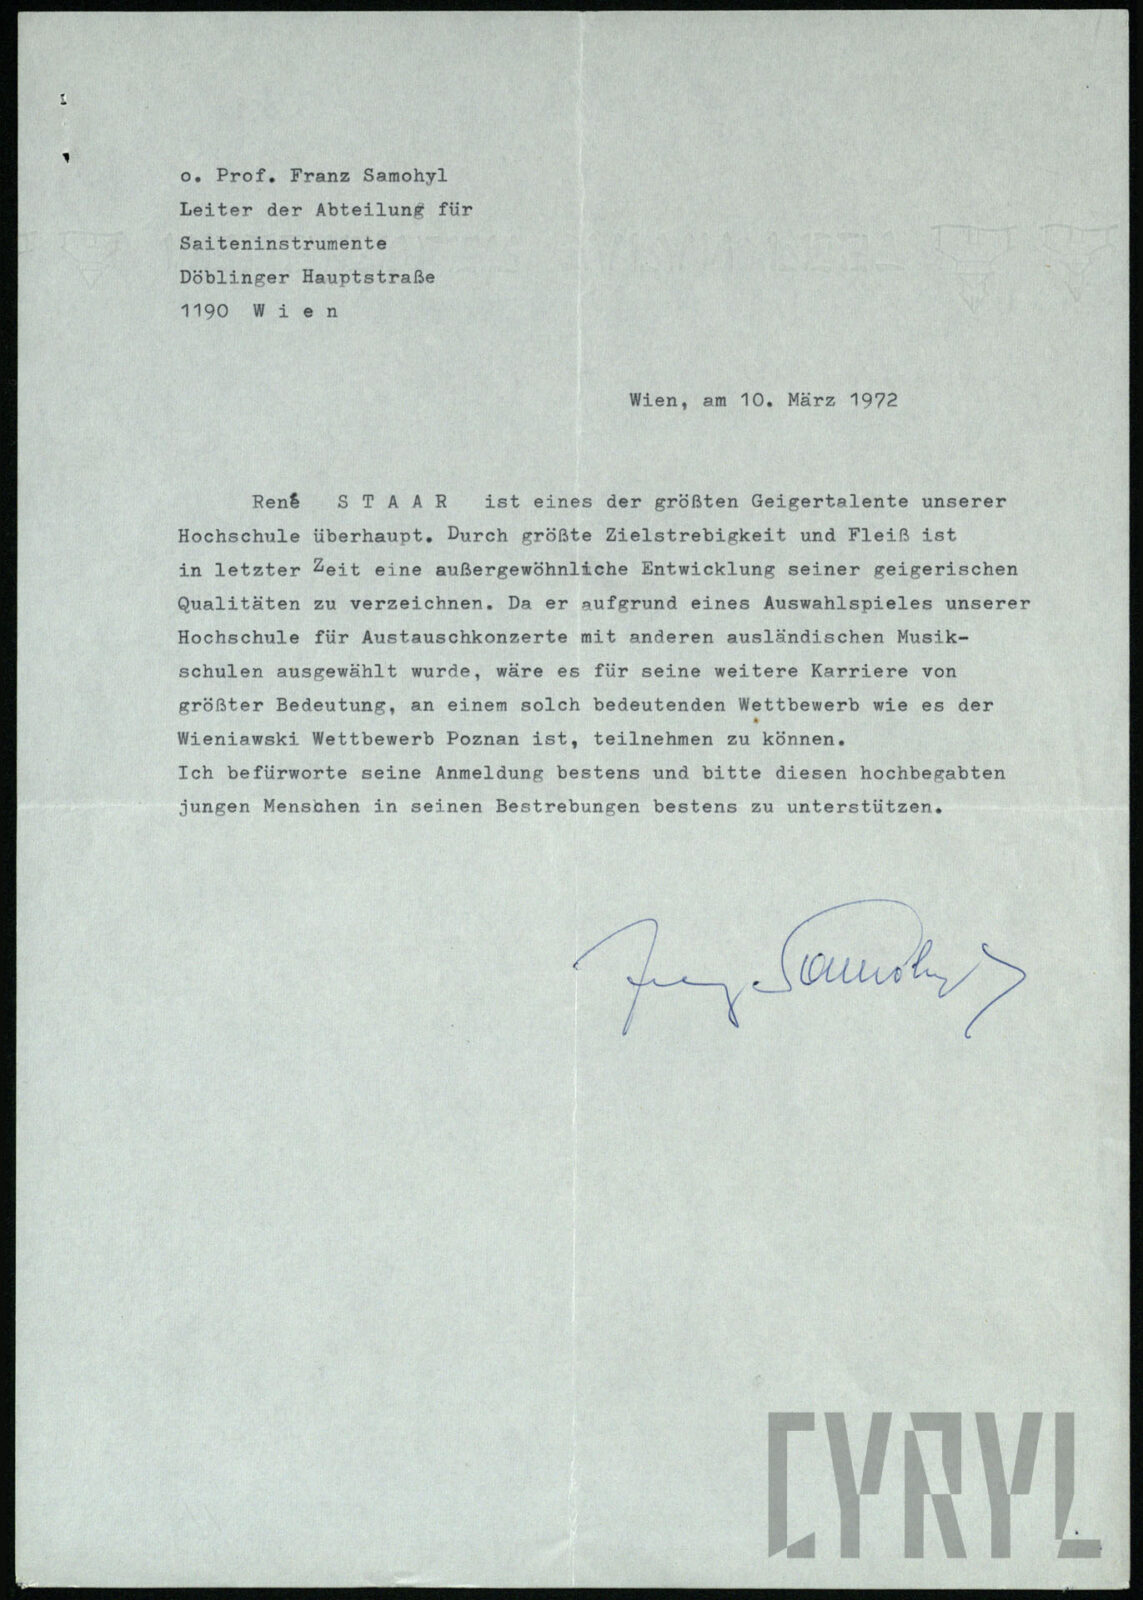 o. Prof. Franz Samohyl
Leiter der Abteilung für
Saiteninstrumente
Döblinger Hauptstraße
1190 W i e n
Wien, am 10. März 1972
René S T A A R ist eines der größten Geigertalente unserer
Hochschule überhaupt. Durch größte Zielstrebigkeit und Fleiß ist
in letzter Zeit eine außergewöhnliche Entwicklung seiner geigerischen
Qualitäten zu verzeichnen. Da er aufgrund eines Auswahlspieles unserer
Hochschule für Austauschkonzerte mit anderen ausländischen Musik-
schulen ausgewählt wurde, wäre es für seine weitere Karriere von
größter Bedeutung, an einem solch bedeutenden Wettbewerb wie es der
Wieniawski Wettbewerb Poznan ist, teilnehmen zu können.
Ich befürworte seine Anmeldung bestens und bitte diesen hochbegabten
jungen Menschen in seinen Bestrebungen bestens zu unterstützen.
Franz Samohyl
CYRYL